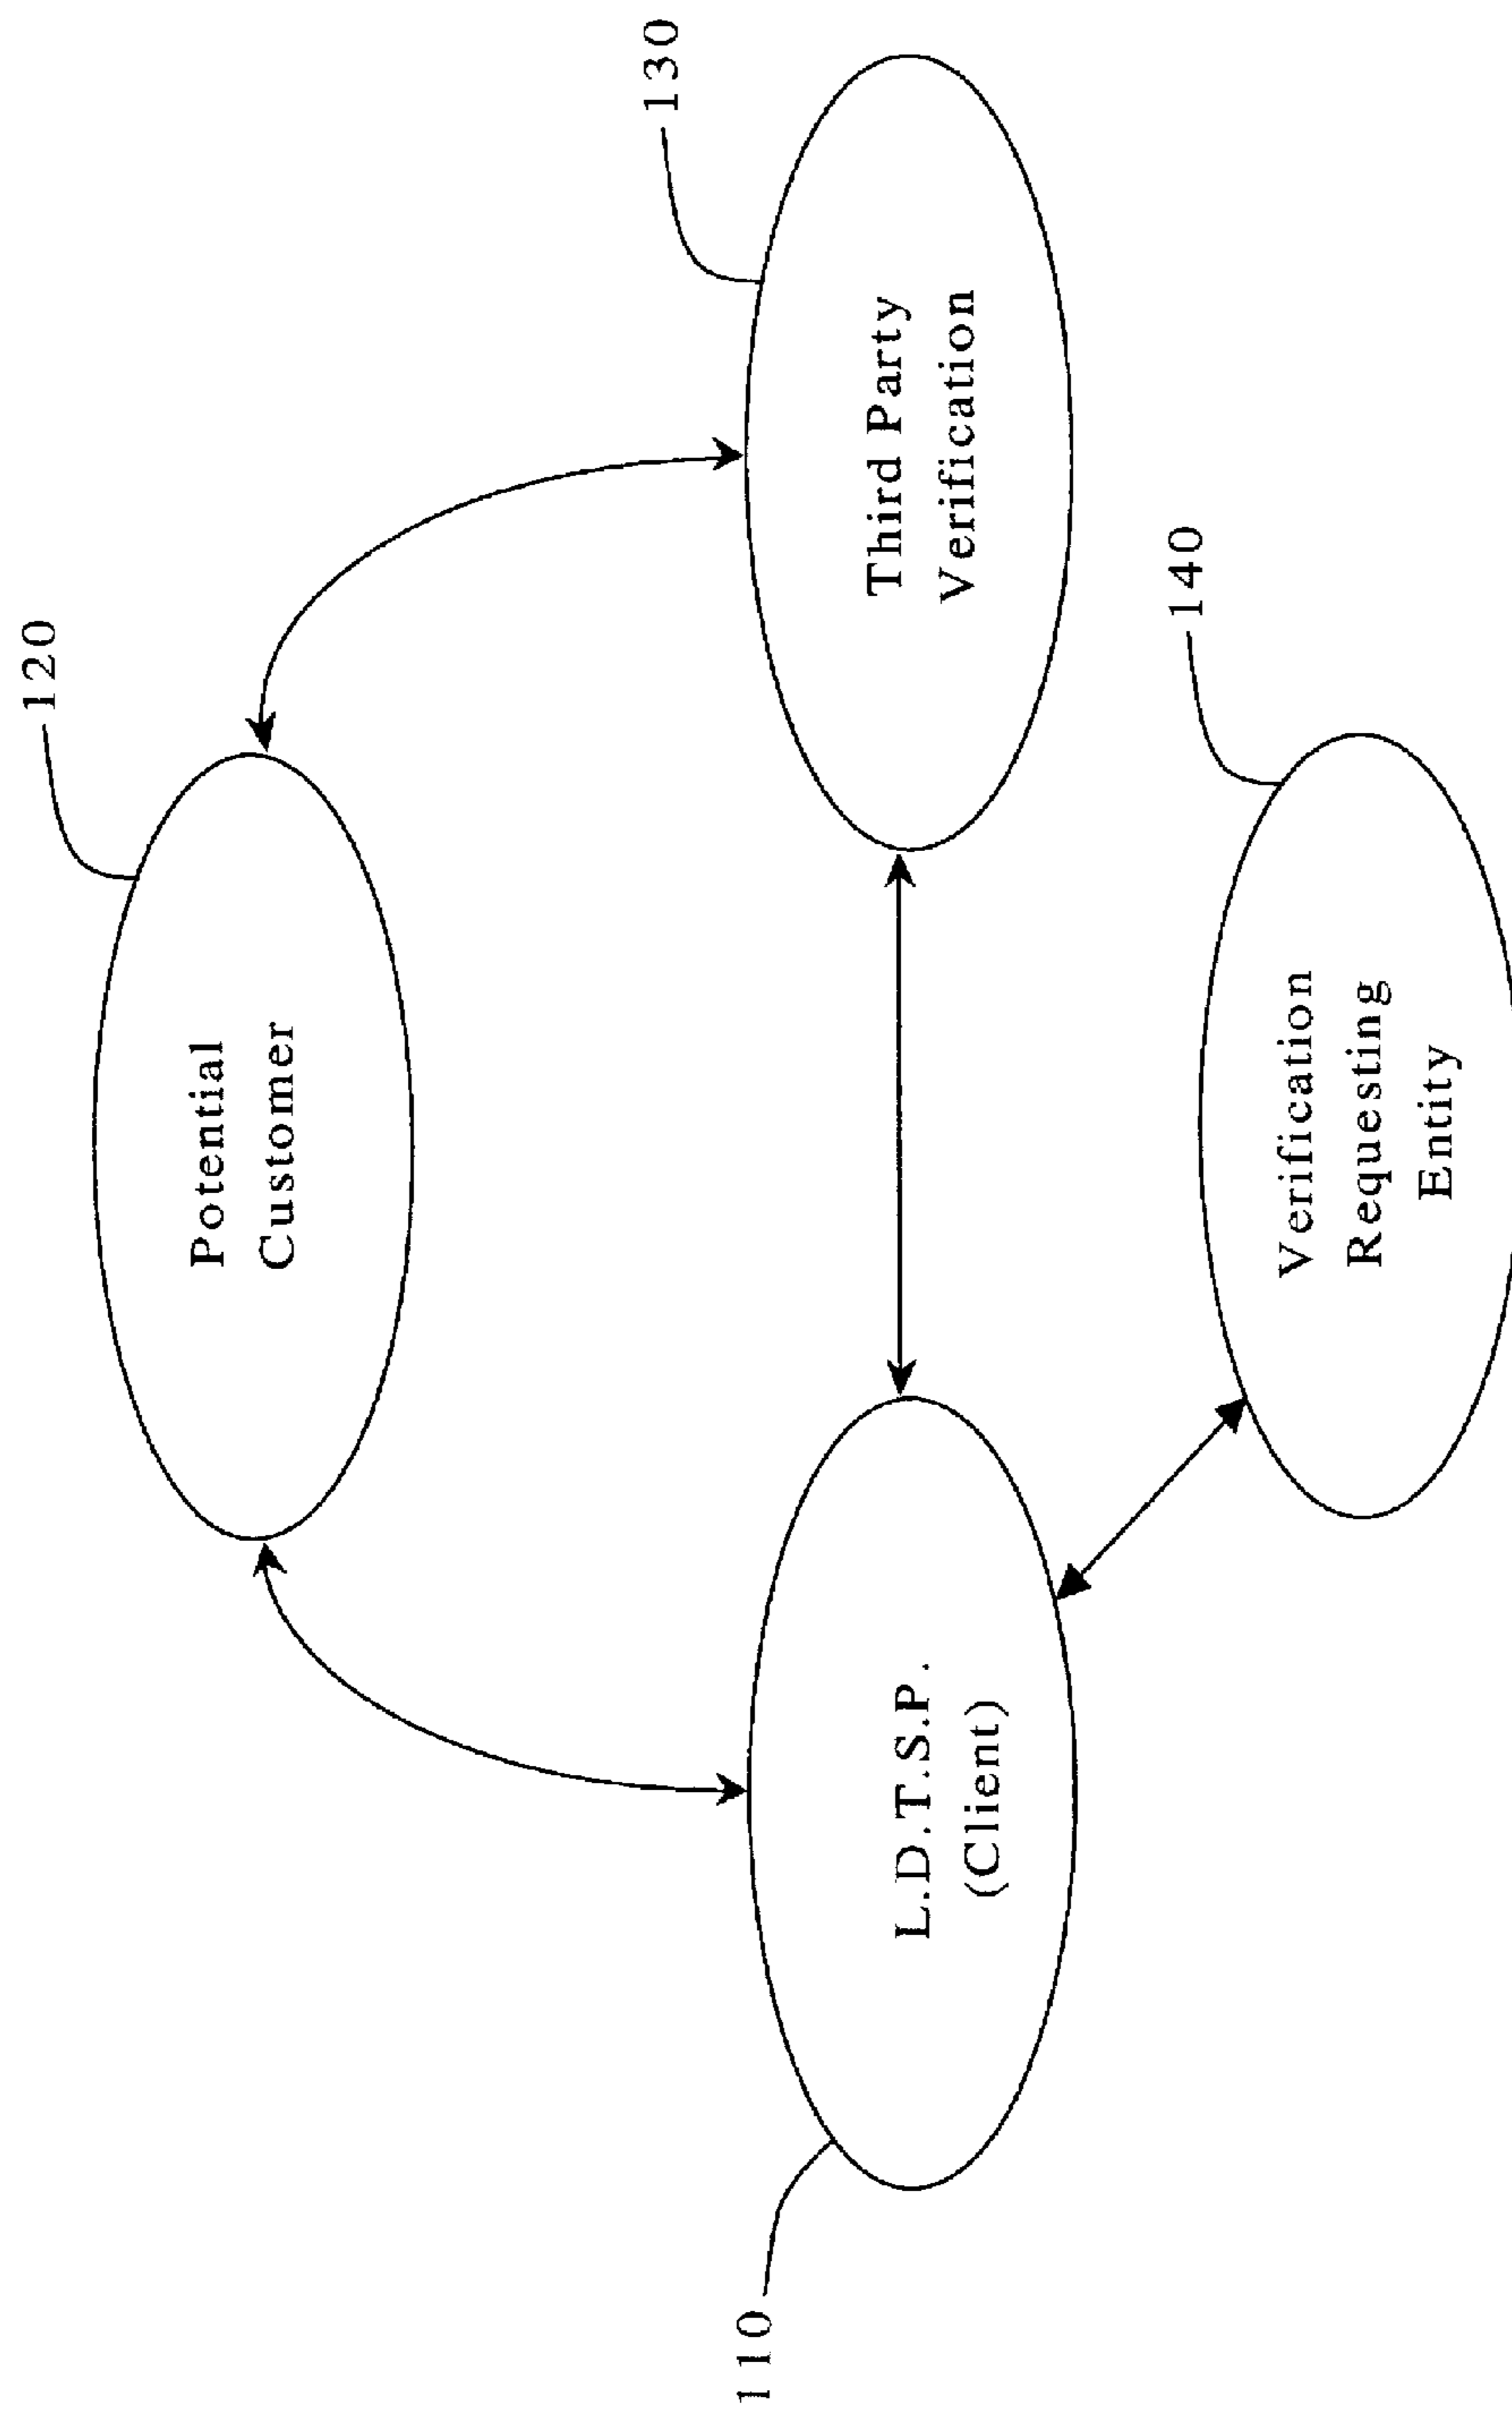 120
Potential
Customer
130
Third Party
Verification
110
L.D.T.S.P.
(Client)
140
Verification
Requesting
Entity